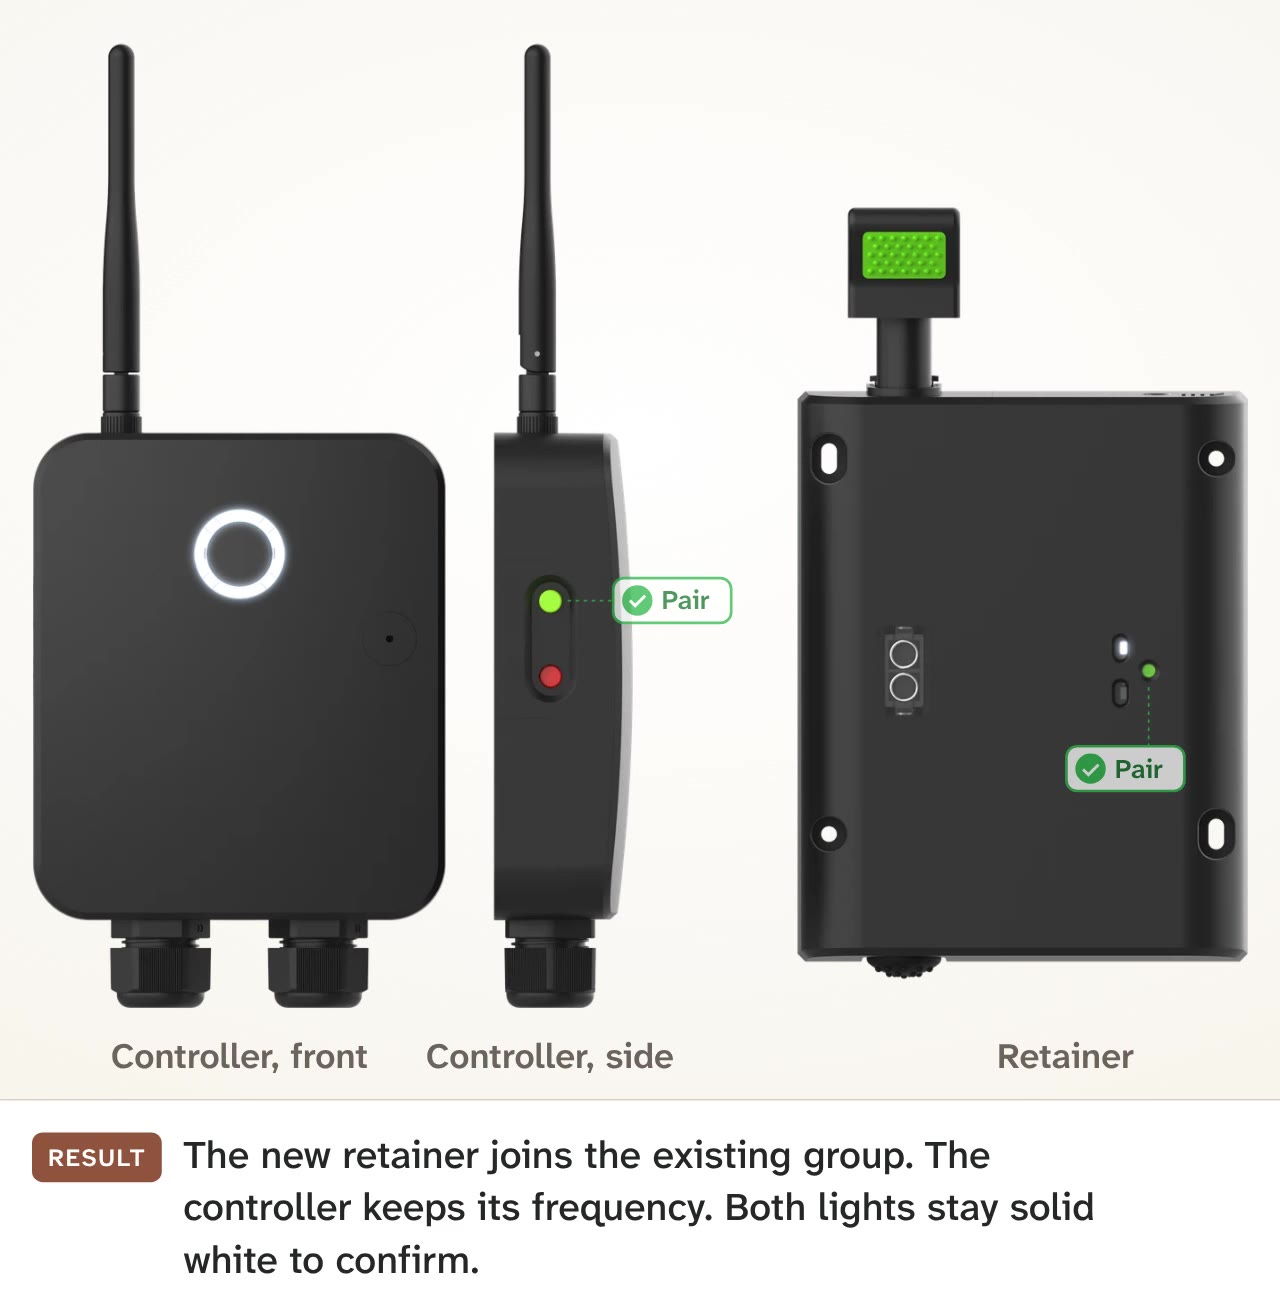 Pair
Pair
Controller, front
Controller, side
Retainer
RESULT
The new retainer joins the existing group. The
controller keeps its frequency. Both lights stay solid
white to confirm.